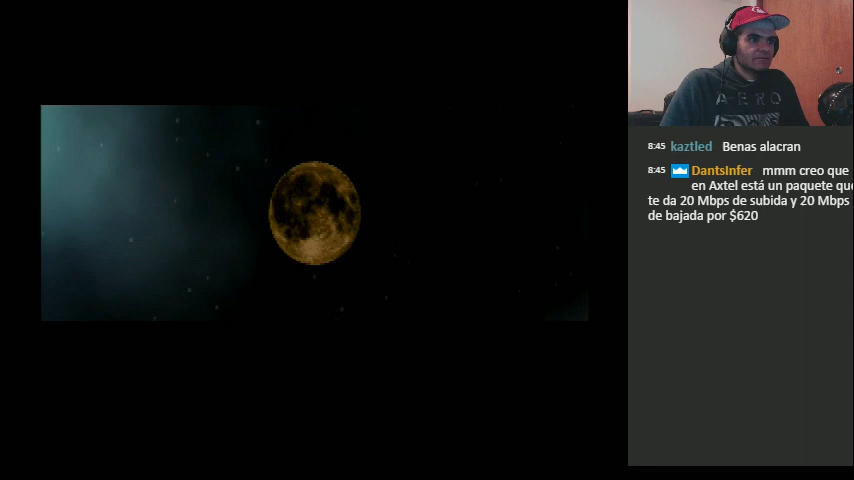 AERO
8:45 kaztled Benas alacran
8:45 DantsInfer mmm creo que
en Axtel está un paquete que
te da 20 Mbps de subida y 20 Mbps
de bajada por $620